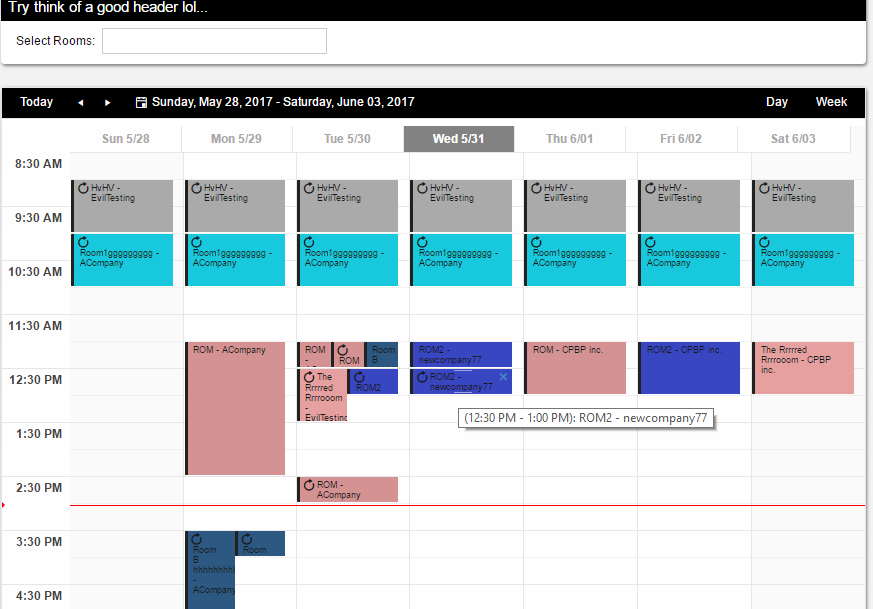 Try think of a good header lol...
Select Rooms:
Today
Sunday, May 28, 2017 - Saturday, June 03, 2017
Day
Week
Sun 5/28
Mon 5/29
Tue 5/30
Wed 5/31
Thu 6/01
Fri 6/02
Sat 6/03
8:30 AM
HvHV -
EvilTesting
HvHV -
EvilTesting
HvHV -
EvilTesting
HvHV -
EvilTesting
HvHV -
EvilTesting
HvHV -
EvilTesting
HvHV -
EvilTesting
9:30 AM
Room1ggggggggg -
ACompany
Room1ggggggggg -
ACompany
Room1ggggggggg -
ACompany
Room1ggggggggg -
ACompany
Room1ggggggggg -
ACompany
Room1ggggggggg -
ACompany
Room1ggggggggg -
ACompany
10:30 AM
11:30 AM
ROM - ACompany
ROM
-
ROM
Room
B
ROM2 -
newcompany77
ROM - CPBP inc.
ROM2 - CPBP inc.
The Rrrrred
Rrrrooom - CPBP
inc.
12:30 PM
The
Rrrrred
Rrrrooom
-
EvilTesting
ROM2
ROM2 -
newcompany77
(12:30 PM - 1:00 PM): ROM2 - newcompany77
1:30 PM
2:30 PM
ROM -
ACompany
3:30 PM
Room
B
hhhhhhhhh
-
ACompany
Room
4:30 PM